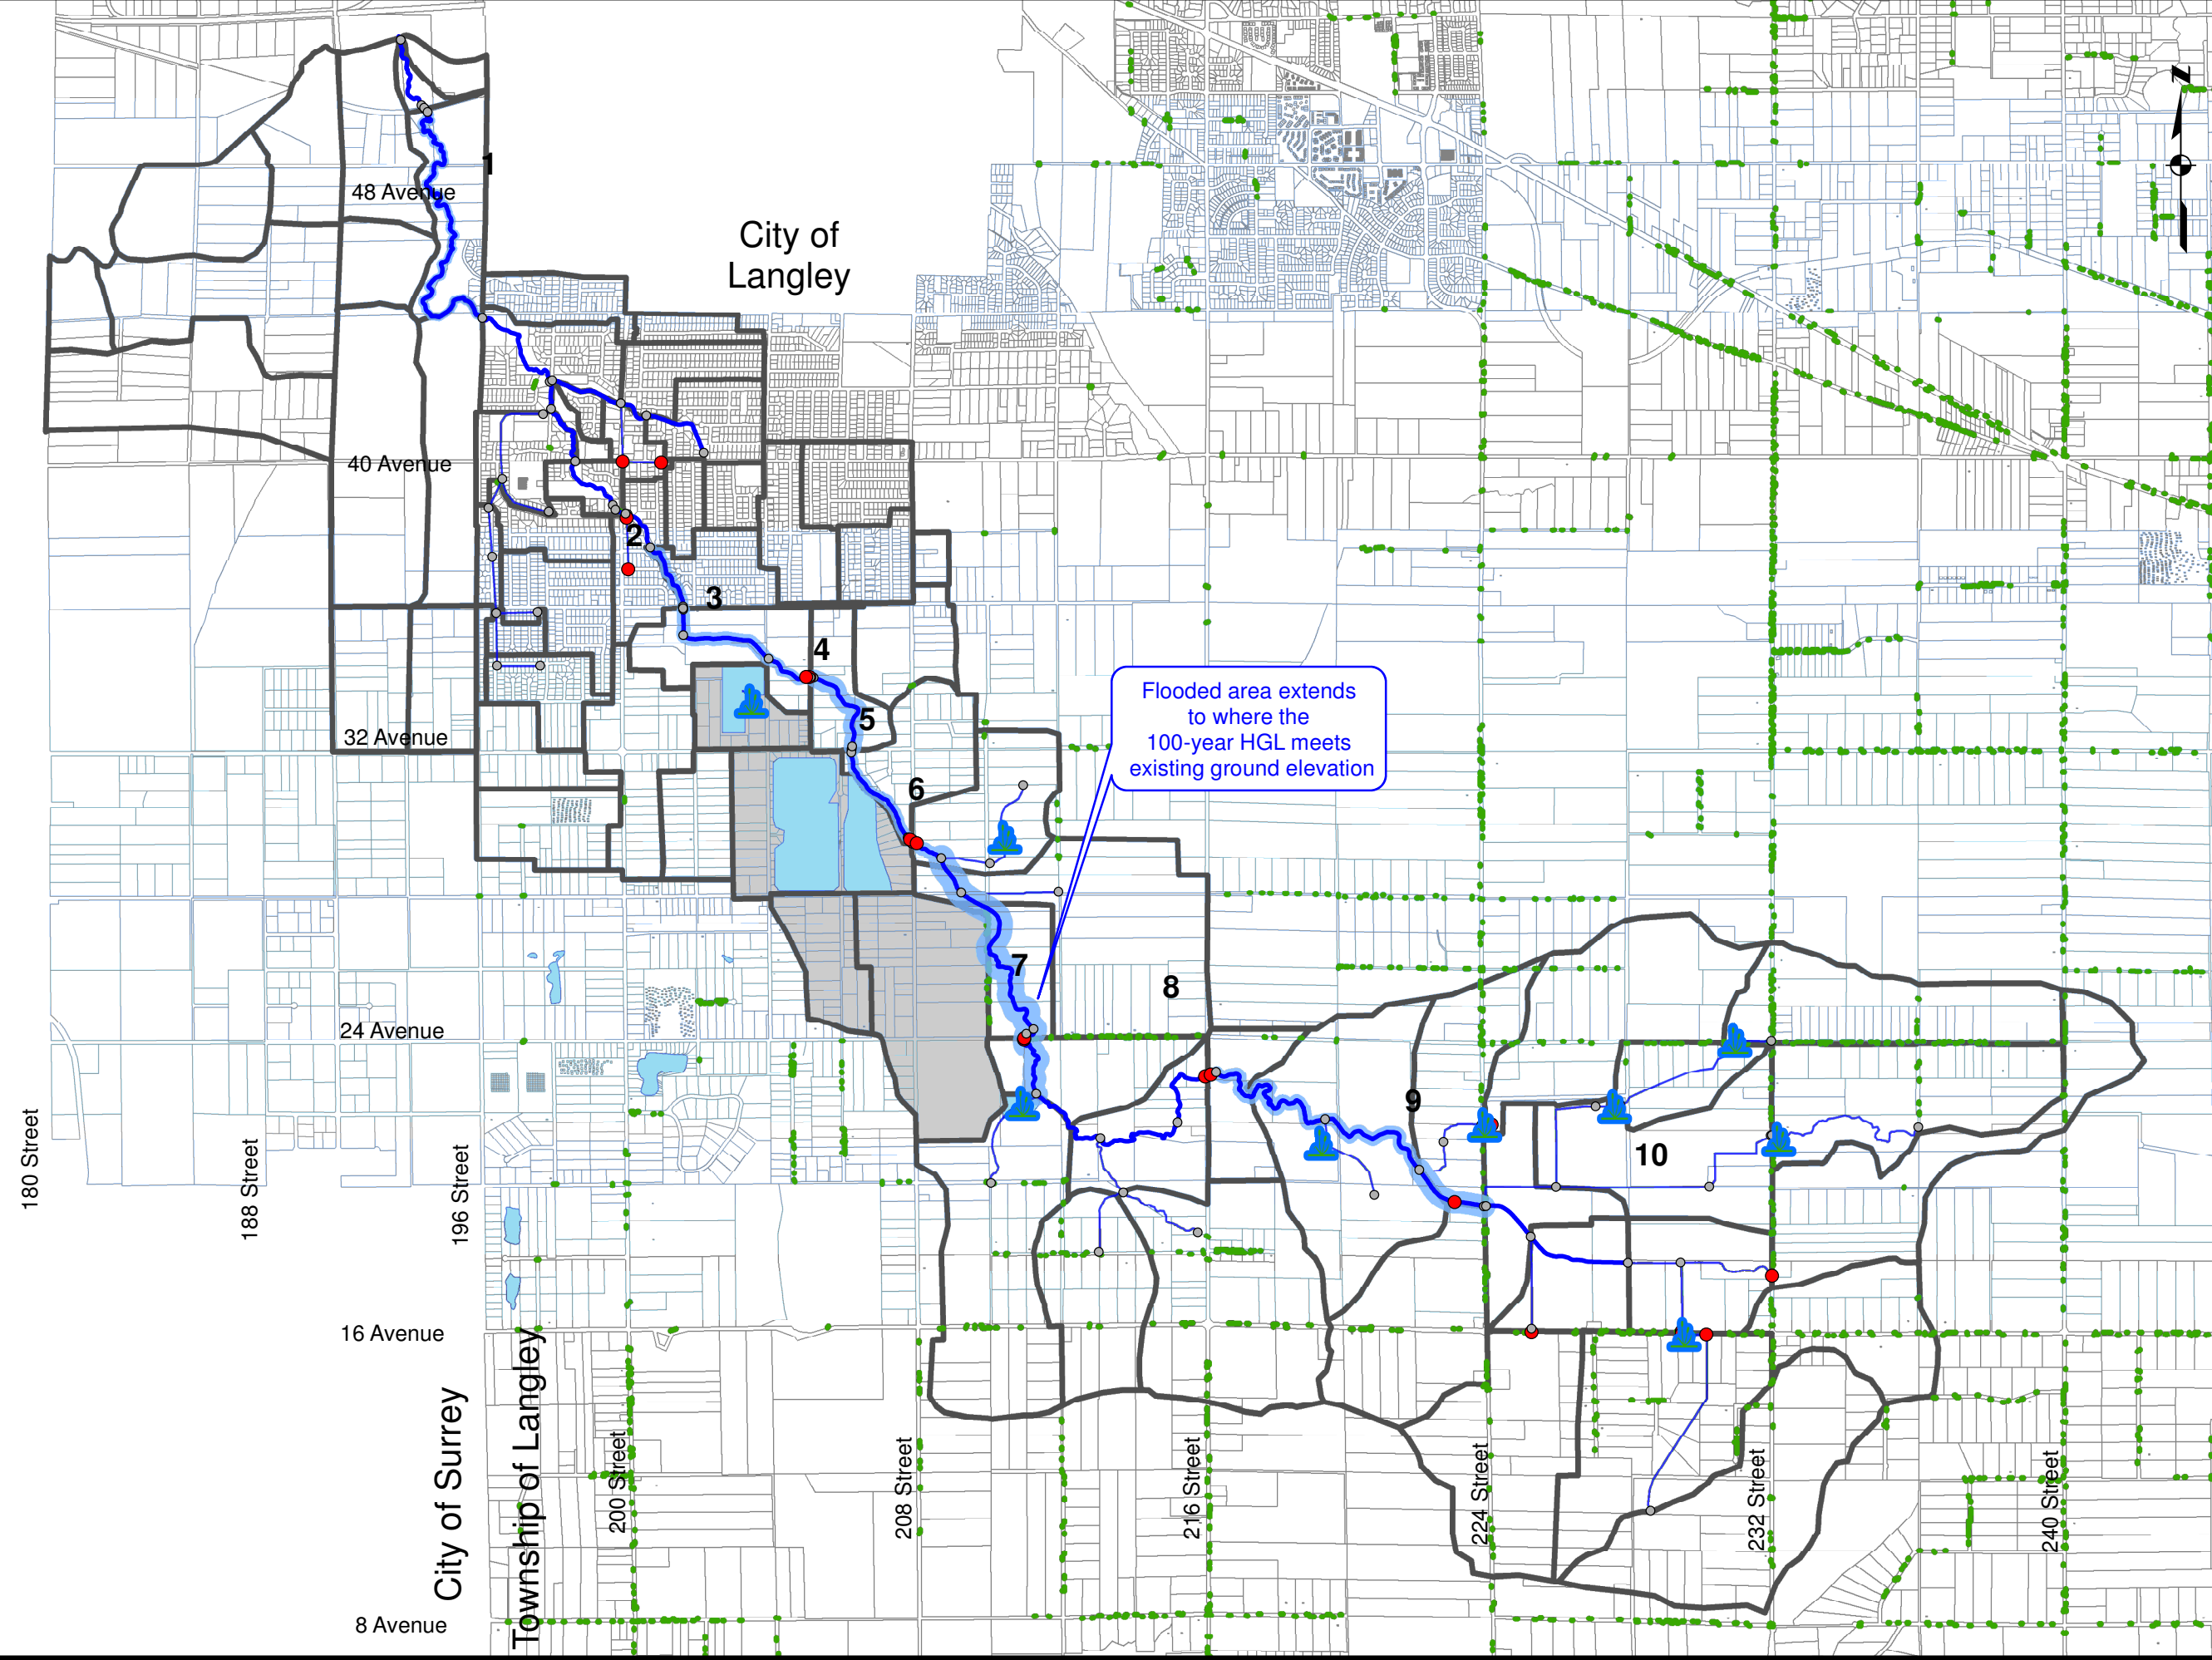 N
1
48 Avenue
City of
Langley
40 Avenue
2
3
4
Flooded area extends
to where the
100-year HGL meets
existing ground elevation
5
32 Avenue
6
7
8
24 Avenue
9
10
180 Street
188 Street
196 Street
16 Avenue
City of Surrey
Township of Langley
200 Street
208 Street
216 Street
224 Street
232 Street
240 Street
8 Avenue